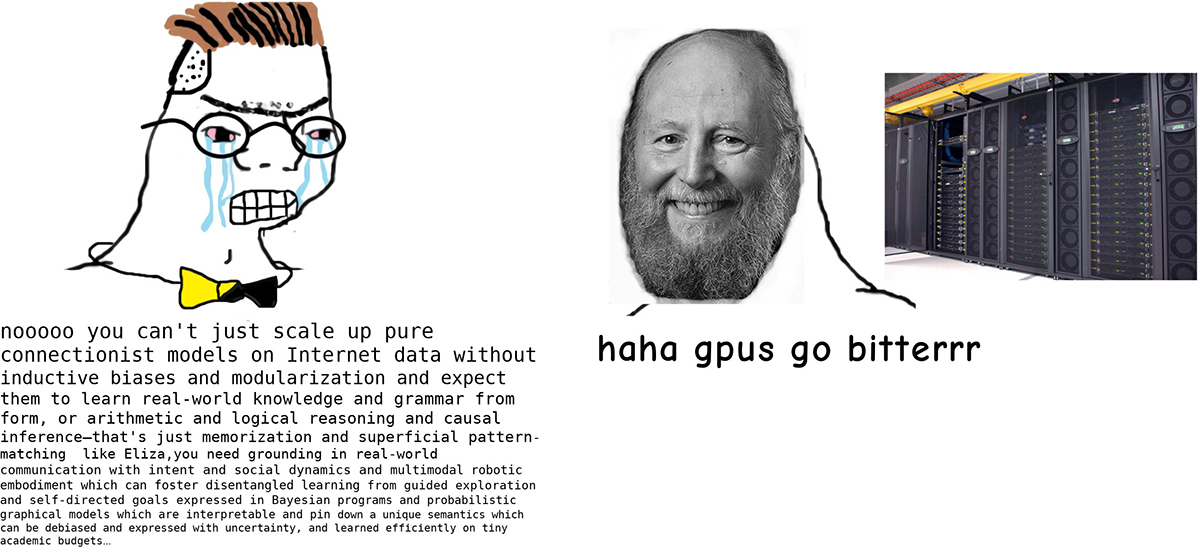 nooooo you can't just scale up pure
connectionist models on Internet data without
inductive biases and modularization and expect
them to learn real-world knowledge and grammar from
form, or arithmetic and logical reasoning and causal
inference—that's just memorization and superficial pattern-
matching  like Eliza,you need grounding in real-world
communication with intent and social dynamics and multimodal robotic
embodiment which can foster disentangled learning from guided exploration
and self-directed goals expressed in Bayesian programs and probabilistic
graphical models which are interpretable and pin down a unique semantics which
can be debiased and expressed with uncertainty, and learned efficiently on tiny
academic budgets…
haha gpus go bitterrr